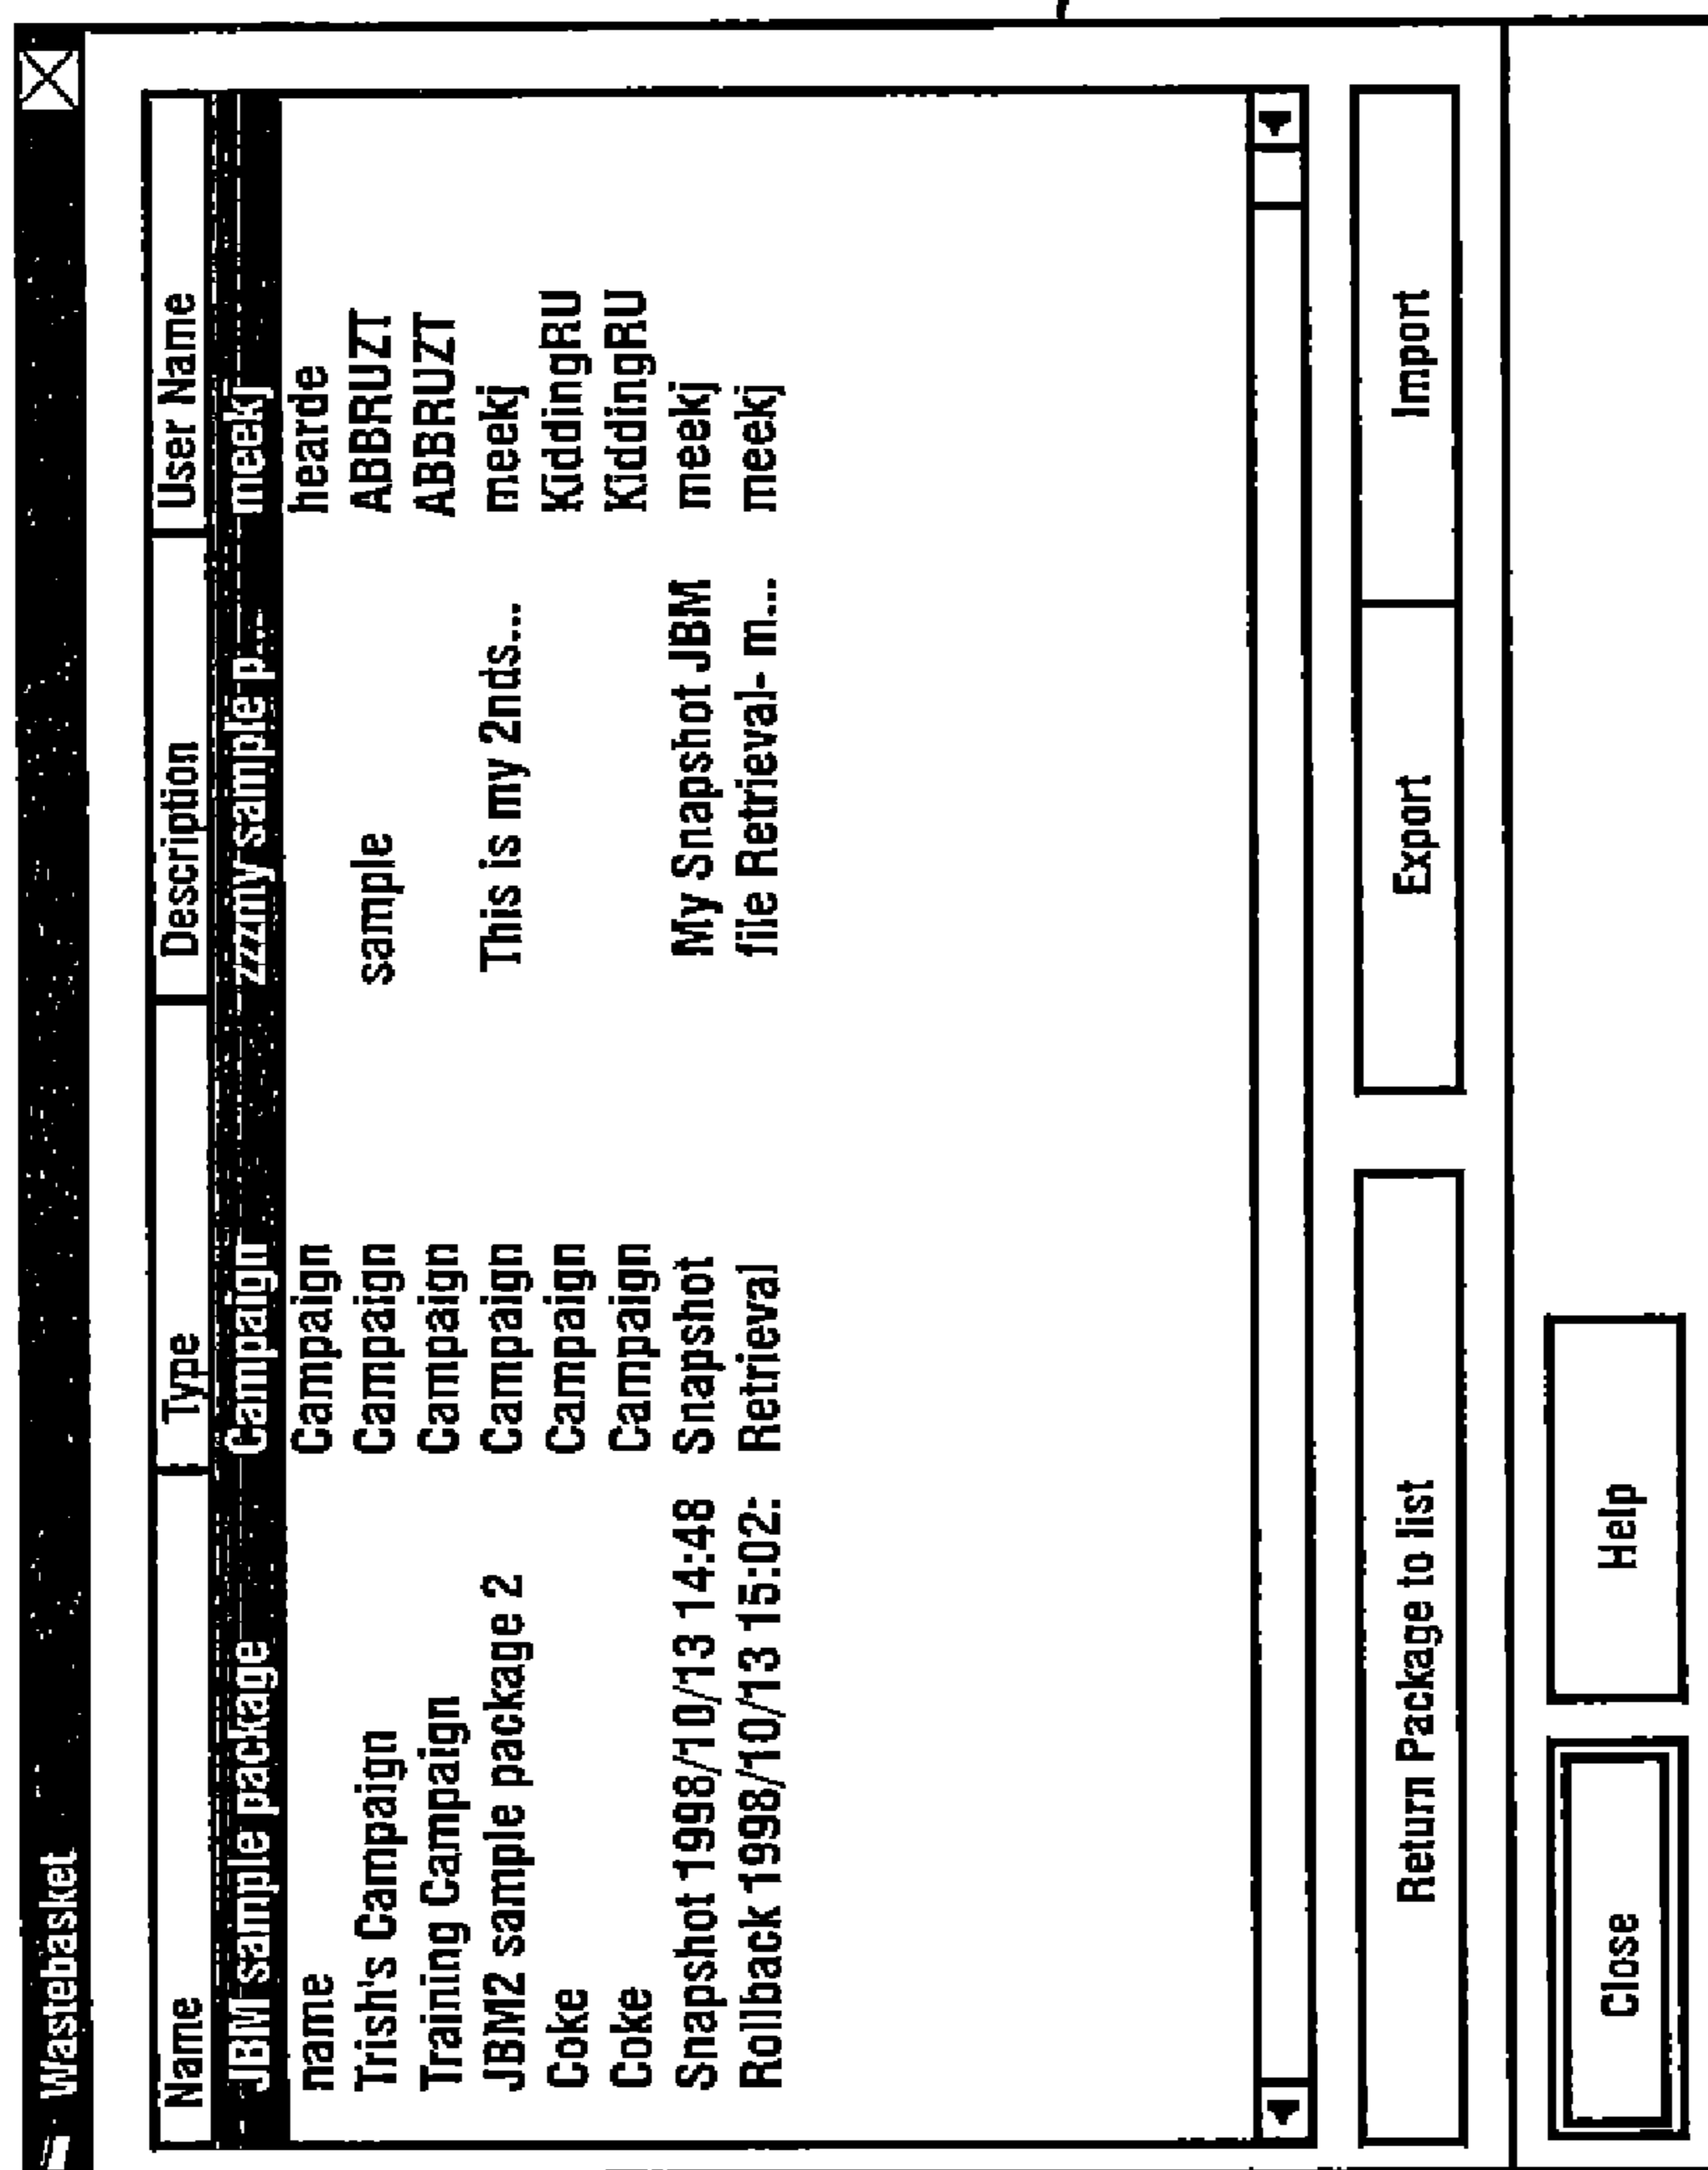 Wastebasket
Name Type Description User Name
JBM sample package Campaign zzzmy sample p... meekj
name Campaign hearde
Trish's Campaign Campaign sample ABBRUZT
Training Campaign Campaign ABBRUZT
JBM2 sample package 2 Campaign This is my 2nds... meekj
Coke Campaign KiddingRU
Coke Campaign KiddingRU
Snapshot 1998/10/13 14:48 Snapshot My Snapshot JBM meekj
Rollback 1998/10/13 15:02: Retrieval file Retrieval- m... meekj
Return Package to list Export Import
Close Help